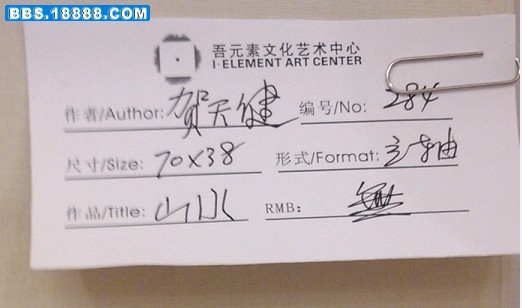 BBS.18888.COM
吾元素文化艺术中心
I·ELEMENT ART CENTER
作者/Author: 贺天健 编号/No: 284
尺寸/Size: 70×38 形式/Format: 立轴
作品/Title: 山水 RMB: